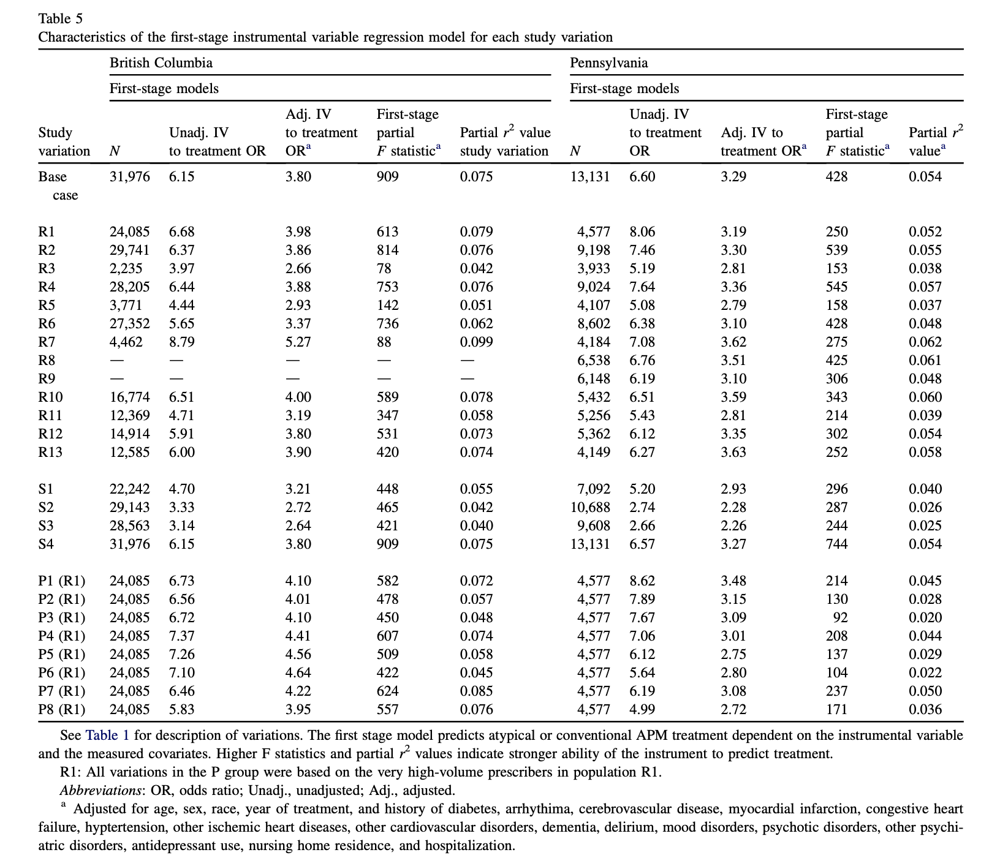 Table 5
Characteristics of the first-stage instrumental variable regression model for each study variation
British Columbia Pennsylvania
First-stage models First-stage models
Adj. IV First-stage Unadj. IV First-stage
Study Unadj. IV to treatment partial Partial r² value to treatment Adj. IV to partial Partial r²
variation N to treatment OR ORᵃ F statisticᵃ study variation N OR treatment ORᵃ F statisticᵃ valueᵃ
Base 31,976 6.15 3.80 909 0.075 13,131 6.60 3.29 428 0.054
case
R1 24,085 6.68 3.98 613 0.079 4,577 8.06 3.19 250 0.052
R2 29,741 6.37 3.86 814 0.076 9,198 7.46 3.30 539 0.055
R3 2,235 3.97 2.66 78 0.042 3,933 5.19 2.81 153 0.038
R4 28,205 6.44 3.88 753 0.076 9,024 7.64 3.36 545 0.057
R5 3,771 4.44 2.93 142 0.051 4,107 5.08 2.79 158 0.037
R6 27,352 5.65 3.37 736 0.062 8,602 6.38 3.10 428 0.048
R7 4,462 8.79 5.27 88 0.099 4,184 7.08 3.62 275 0.062
R8 — — — — — 6,538 6.76 3.51 425 0.061
R9 — — — — — 6,148 6.19 3.10 306 0.048
R10 16,774 6.51 4.00 589 0.078 5,432 6.51 3.59 343 0.060
R11 12,369 4.71 3.19 347 0.058 5,256 5.43 2.81 214 0.039
R12 14,914 5.91 3.80 531 0.073 5,362 6.12 3.35 302 0.054
R13 12,585 6.00 3.90 420 0.074 4,149 6.27 3.63 252 0.058
S1 22,242 4.70 3.21 448 0.055 7,092 5.20 2.93 296 0.040
S2 29,143 3.33 2.72 465 0.042 10,688 2.74 2.28 287 0.026
S3 28,563 3.14 2.64 421 0.040 9,608 2.66 2.26 244 0.025
S4 31,976 6.15 3.80 909 0.075 13,131 6.57 3.27 744 0.054
P1 (R1) 24,085 6.73 4.10 582 0.072 4,577 8.62 3.48 214 0.045
P2 (R1) 24,085 6.56 4.01 478 0.057 4,577 7.89 3.15 130 0.028
P3 (R1) 24,085 6.72 4.10 450 0.048 4,577 7.67 3.09 92 0.020
P4 (R1) 24,085 7.37 4.41 607 0.074 4,577 7.06 3.01 208 0.044
P5 (R1) 24,085 7.26 4.56 509 0.058 4,577 6.12 2.75 137 0.029
P6 (R1) 24,085 7.10 4.64 422 0.045 4,577 5.64 2.80 104 0.022
P7 (R1) 24,085 6.46 4.22 624 0.085 4,577 6.19 3.08 237 0.050
P8 (R1) 24,085 5.83 3.95 557 0.076 4,577 4.99 2.72 171 0.036
See Table 1 for description of variations. The first stage model predicts atypical or conventional APM treatment dependent on the instrumental variable
and the measured covariates. Higher F statistics and partial r² values indicate stronger ability of the instrument to predict treatment.
R1: All variations in the P group were based on the very high-volume prescribers in population R1.
Abbreviations: OR, odds ratio; Unadj., unadjusted; Adj., adjusted.
ᵃ Adjusted for age, sex, race, year of treatment, and history of diabetes, arrhythima, cerebrovascular disease, myocardial infarction, congestive heart
failure, hyptertension, other ischemic heart diseases, other cardiovascular disorders, dementia, delirium, mood disorders, psychotic disorders, other psychi-
atric disorders, antidepressant use, nursing home residence, and hospitalization.